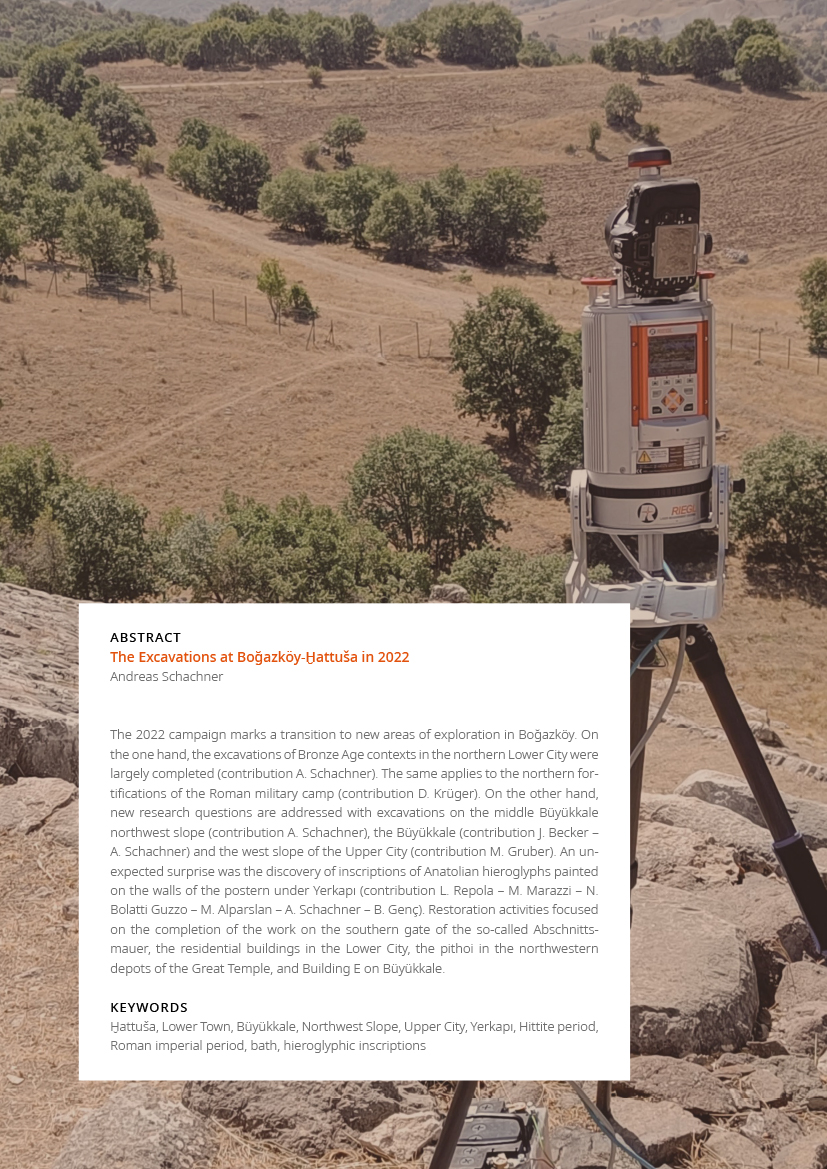 RIEGL
ABSTRACT
The Excavations at Boğazköy-Ḫattuša in 2022
Andreas Schachner
The 2022 campaign marks a transition to new areas of exploration in Boğazköy. On
the one hand, the excavations of Bronze Age contexts in the northern Lower City were
largely completed (contribution A. Schachner). The same applies to the northern for-
tifications of the Roman military camp (contribution D. Krüger). On the other hand,
new research questions are addressed with excavations on the middle Büyükkale
northwest slope (contribution A. Schachner), the Büyükkale (contribution J. Becker –
A. Schachner) and the west slope of the Upper City (contribution M. Gruber). An un-
expected surprise was the discovery of inscriptions of Anatolian hieroglyphs painted
on the walls of the postern under Yerkapı (contribution L. Repola – M. Marazzi – N.
Bolatti Guzzo – M. Alparslan – A. Schachner – B. Genç). Restoration activities focused
on the completion of the work on the southern gate of the so-called Abschnitts-
mauer, the residential buildings in the Lower City, the pithoi in the northwestern
depots of the Great Temple, and Building E on Büyükkale.
KEYWORDS
Ḫattuša, Lower Town, Büyükkale, Northwest Slope, Upper City, Yerkapı, Hittite period,
Roman imperial period, bath, hieroglyphic inscriptions